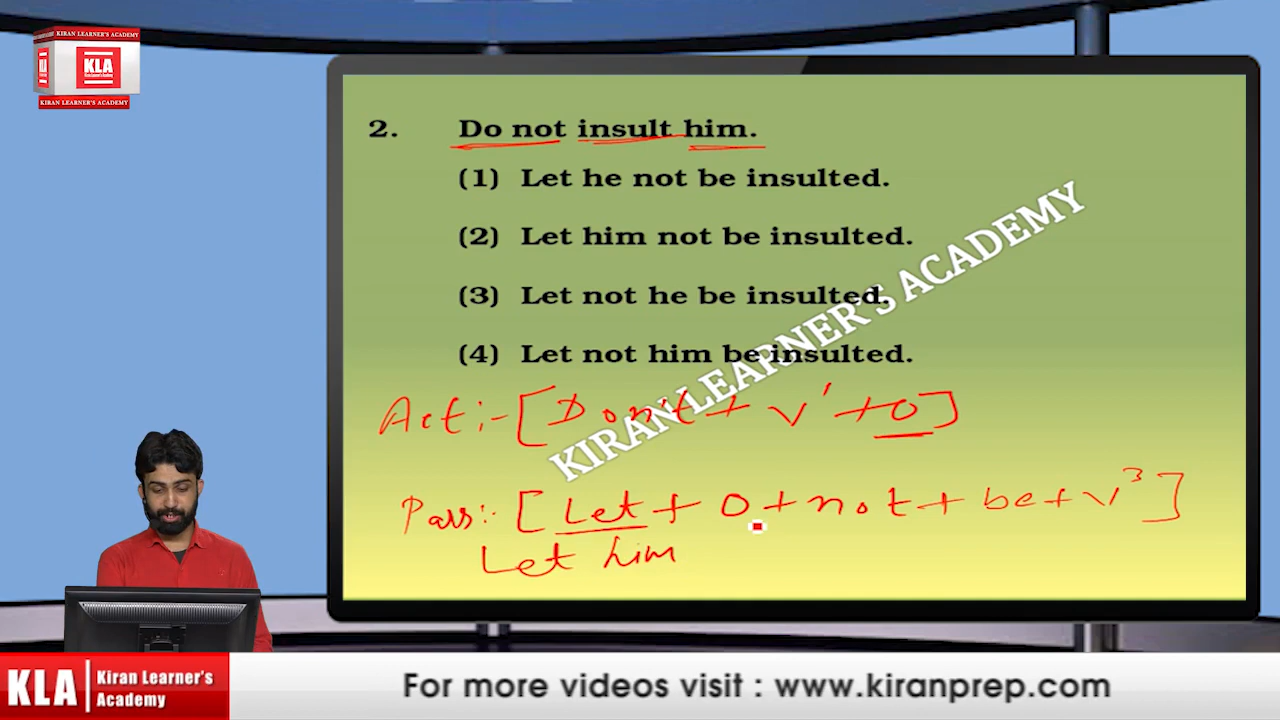 KIRAN LEARNER'S ACADEMY
KLA
Kiran Learner's Academy
KIRAN LEARNER'S ACADEMY
2. Do not insult him.
(1) Let he not be insulted.
(2) Let him not be insulted.
(3) Let not he be insulted.
(4) Let not him be insulted.
KIRAN LEARNER'S ACADEMY
Act:- [Don't + V1 + O]
Pass:- [Let + O + not + be + V3]
Let him
KLA Kiran Learner's Academy
For more videos visit : www.kiranprep.com